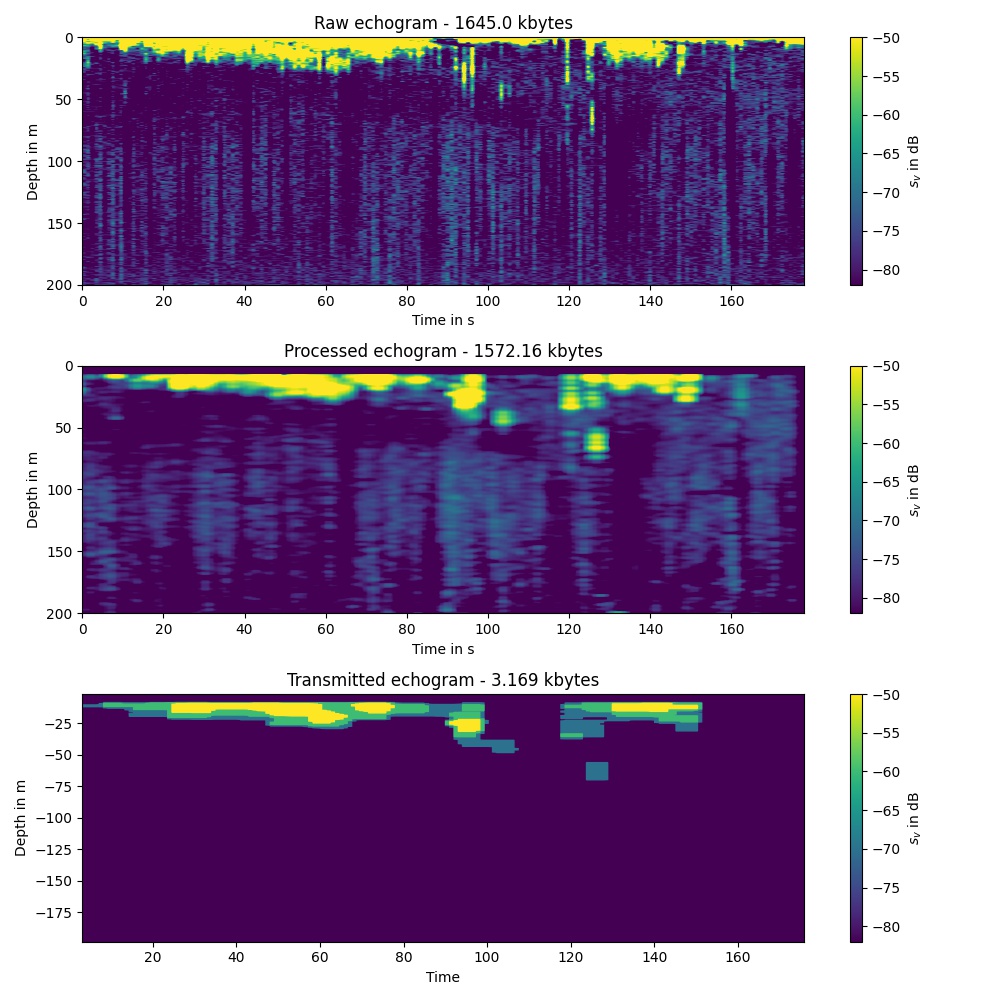 Raw echogram - 1645.0 kbytes
0
50
100
150
200
Depth in m
0 20 40 60 80 100 120 140 160
Time in s
−50
−55
−60
−65
−70
−75
−80
s_v in dB
Processed echogram - 1572.16 kbytes
0
50
100
150
200
Depth in m
0 20 40 60 80 100 120 140 160
Time in s
−50
−55
−60
−65
−70
−75
−80
s_v in dB
Transmitted echogram - 3.169 kbytes
−25
−50
−75
−100
−125
−150
−175
Depth in m
20 40 60 80 100 120 140 160
Time
−50
−55
−60
−65
−70
−75
−80
s_v in dB